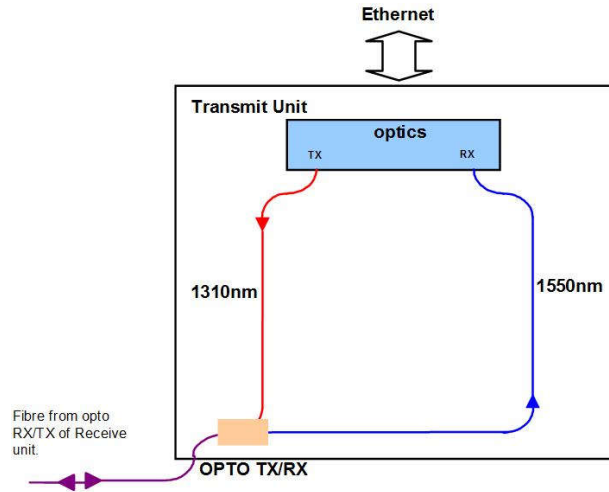 Ethernet
Transmit Unit
optics
TX
RX
1310nm
1550nm
Fibre from opto
RX/TX of Receive
unit.
OPTO TX/RX